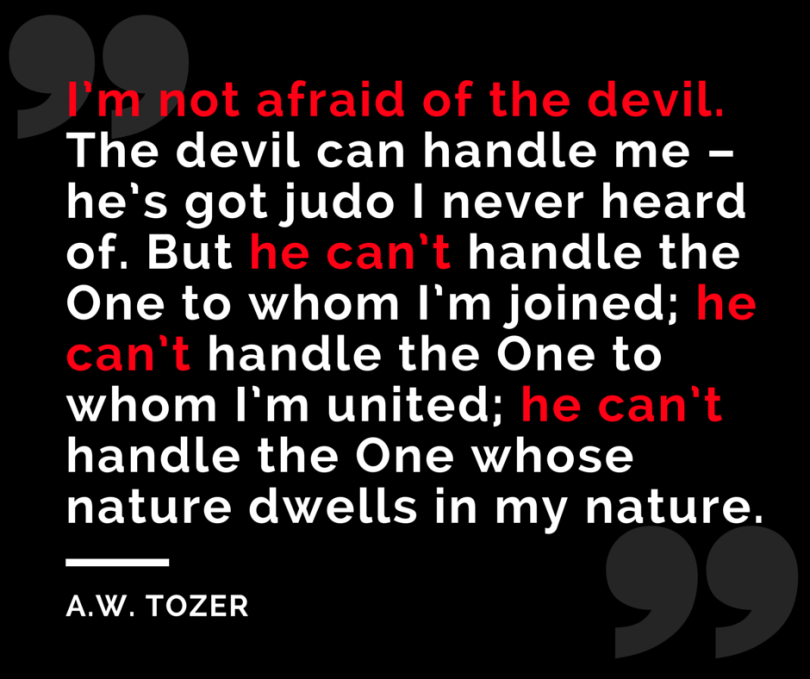 I’m not afraid of the devil.
The devil can handle me –
he’s got judo I never heard
of. But he can’t handle the
One to whom I’m joined; he
can’t handle the One to
whom I’m united; he can’t
handle the One whose
nature dwells in my nature.
A.W. TOZER